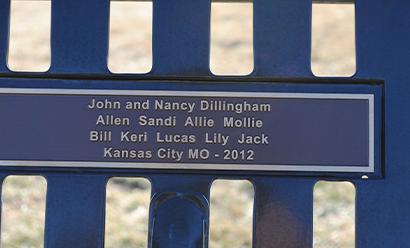 John and Nancy Dillingham
Allen Sandi Allie Mollie
Bill Keri Lucas Lily Jack
Kansas City MO - 2012